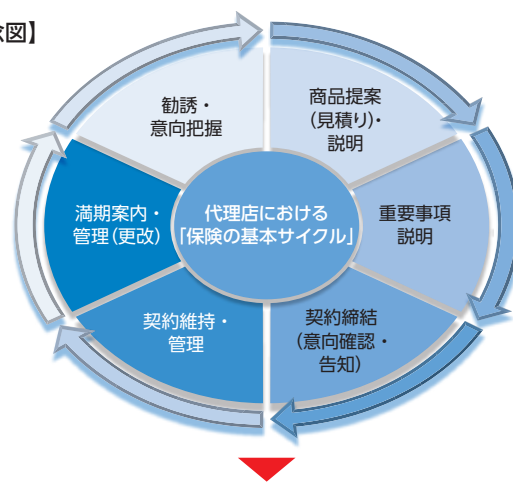 図】
勧誘・
意向把握
商品提案
(見積り)・
説明
重要事項
説明
契約締結
(意向確認・
告知)
契約維持・
管理
満期案内・
管理(更改)
代理店における
「保険の基本サイクル」